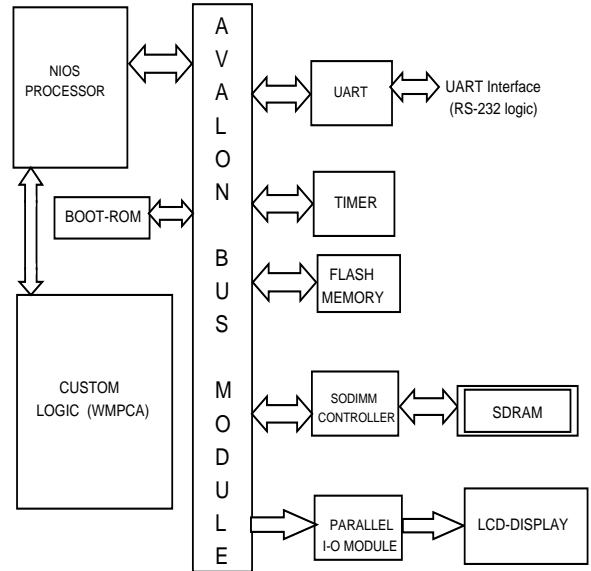 NIOS
PROCESSOR
A
V
A
L
O
N
B
U
S
M
O
D
U
L
E
UART
UART Interface
(RS-232 logic)
BOOT-ROM
TIMER
FLASH
MEMORY
CUSTOM
LOGIC (WMPCA)
SODIMM
CONTROLLER
SDRAM
PARALLEL
I-O MODULE
LCD-DISPLAY